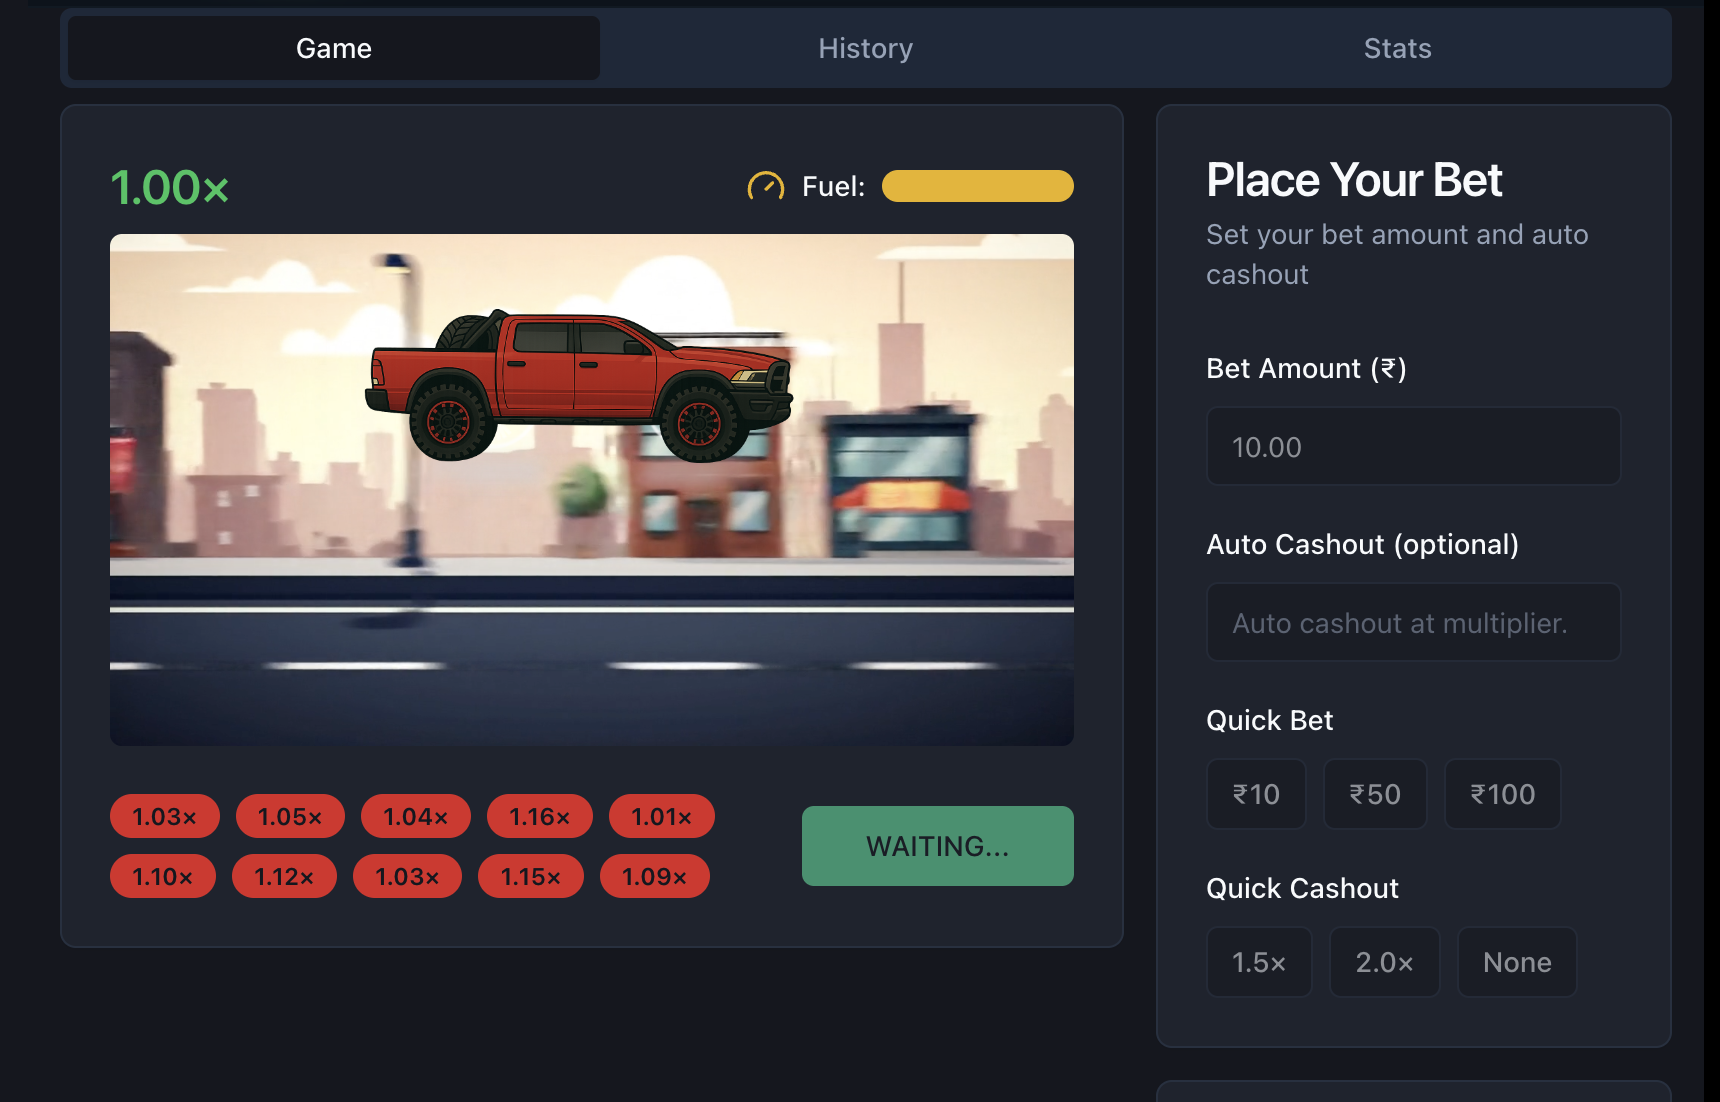 Game
History
Stats
1.00×
Fuel:
1.03×
1.05×
1.04×
1.16×
1.01×
1.10×
1.12×
1.03×
1.15×
1.09×
WAITING...
Place Your Bet
Set your bet amount and auto
cashout
Bet Amount (₹)
10.00
Auto Cashout (optional)
Auto cashout at multiplier.
Quick Bet
₹10
₹50
₹100
Quick Cashout
1.5×
2.0×
None